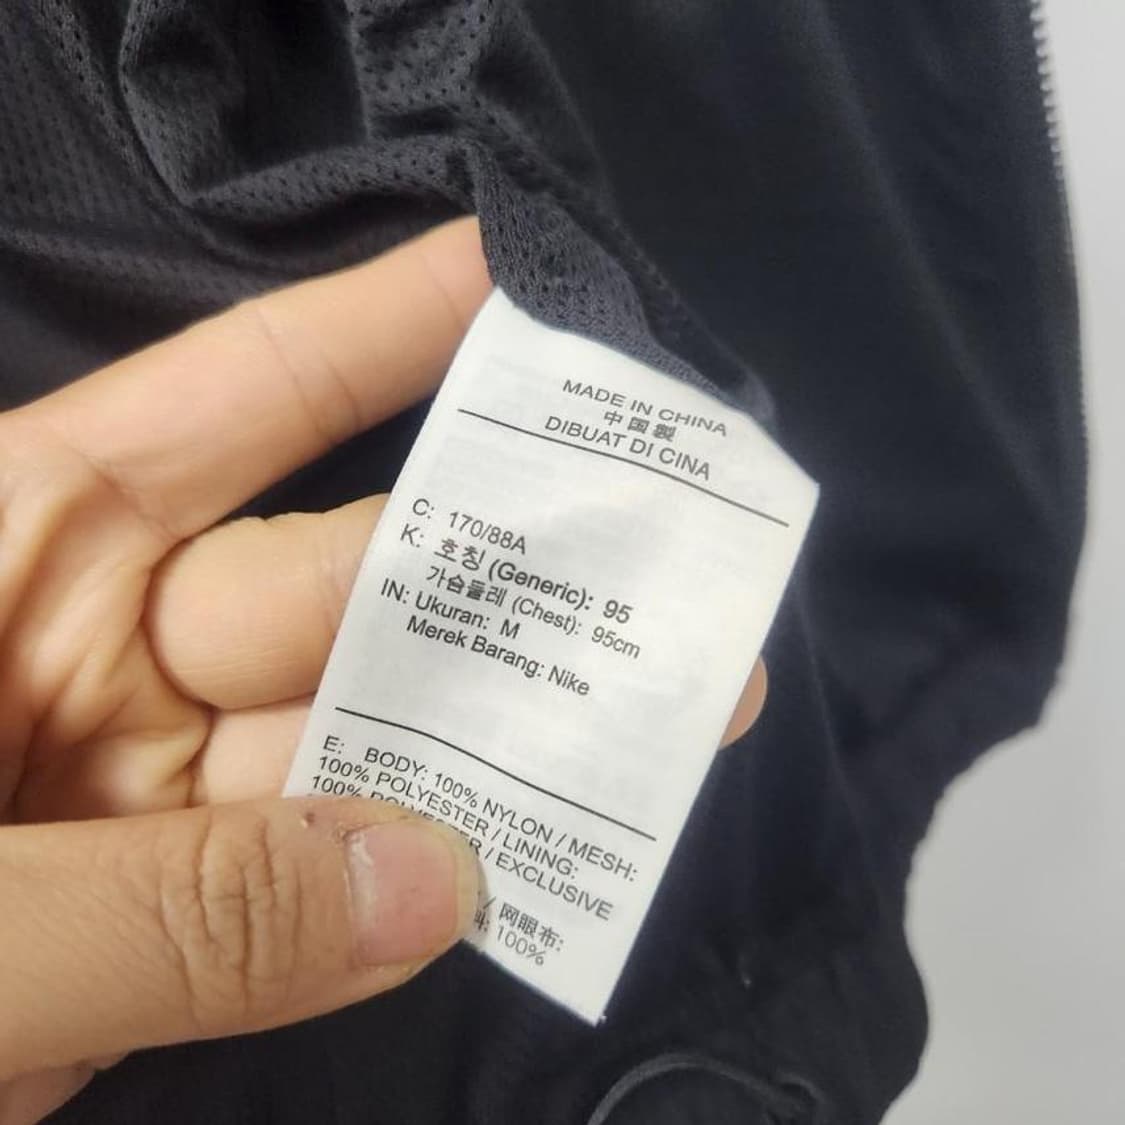 MADE IN CHINA
中国製
DIBUAT DI CINA
C: 170/88A
K: 호칭 (Generic): 95
가슴둘레 (Chest): 95cm
IN: Ukuran: M
Merek Barang: Nike
E: BODY: 100% NYLON / MESH:
100% POLYESTER / LINING:
100% POLYESTER / EXCLUSIVE
/ 网眼布:
料: 100%